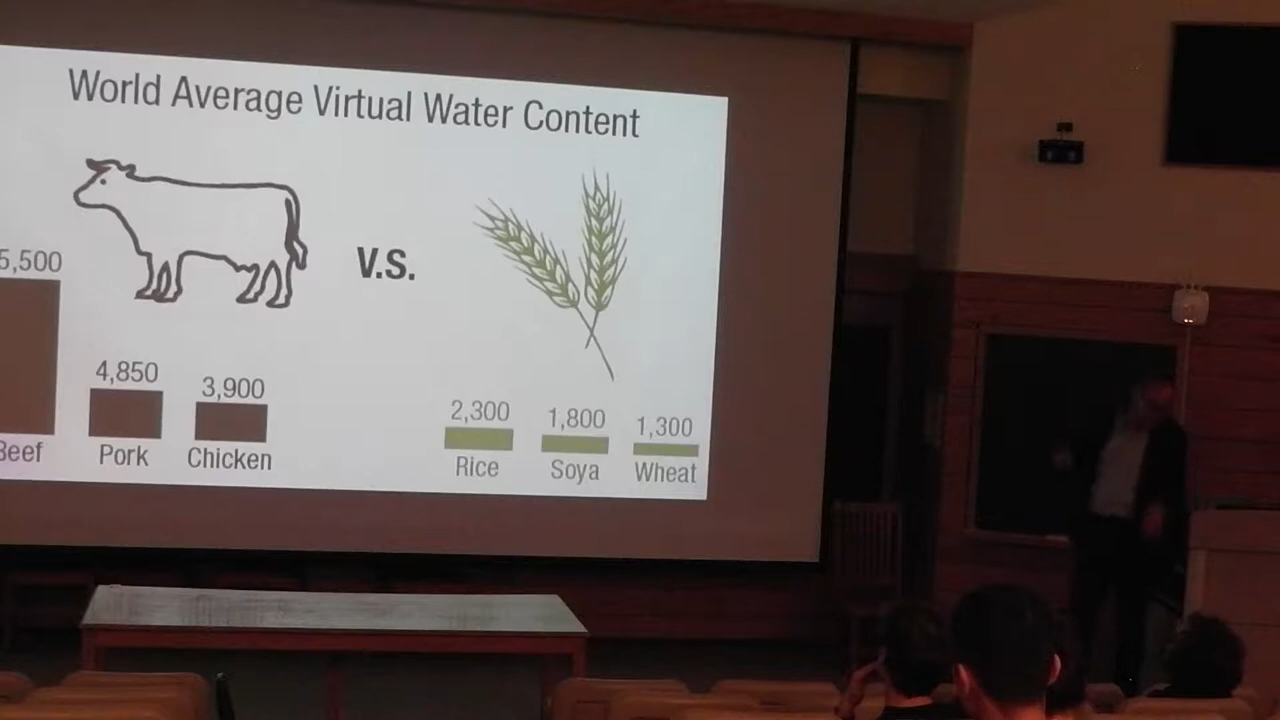 World Average Virtual Water Content
V.S.
5,500
4,850
3,900
2,300
1,800
1,300
Beef
Pork
Chicken
Rice
Soya
Wheat